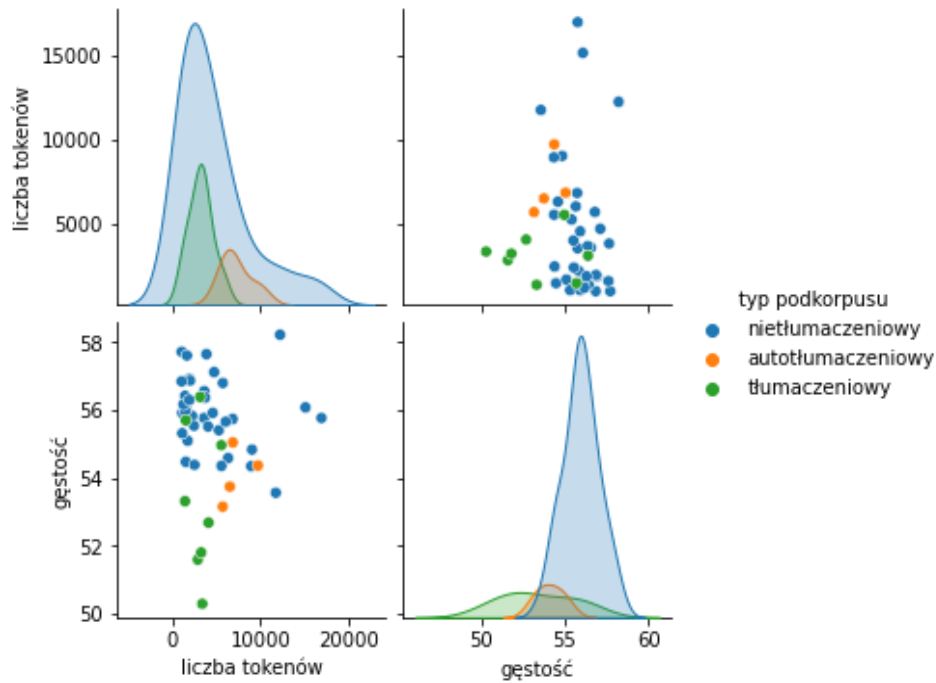 liczba tokenów
15000
10000
5000
gęstość
58
56
54
52
50
0 10000 20000
liczba tokenów
50 55 60
gęstość
typ podkorpusu
nietłumaczeniowy
autotłumaczeniowy
tłumaczeniowy